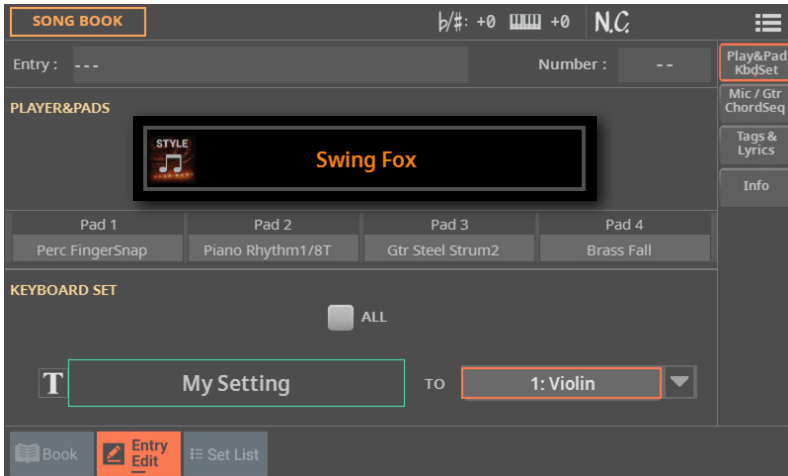 SONG BOOK
♭/♯: +0 +0 N.C.
Entry : ---
Number : --
Play&Pad
KbdSet
Mic / Gtr
ChordSeq
Tags &
Lyrics
Info
PLAYER&PADS
STYLE
Swing Fox
Pad 1 Pad 2 Pad 3 Pad 4
Perc FingerSnap Piano Rhythm1/8T Gtr Steel Strum2 Brass Fall
KEYBOARD SET
ALL
T My Setting TO 1: Violin
Book
Entry
Edit
Set List